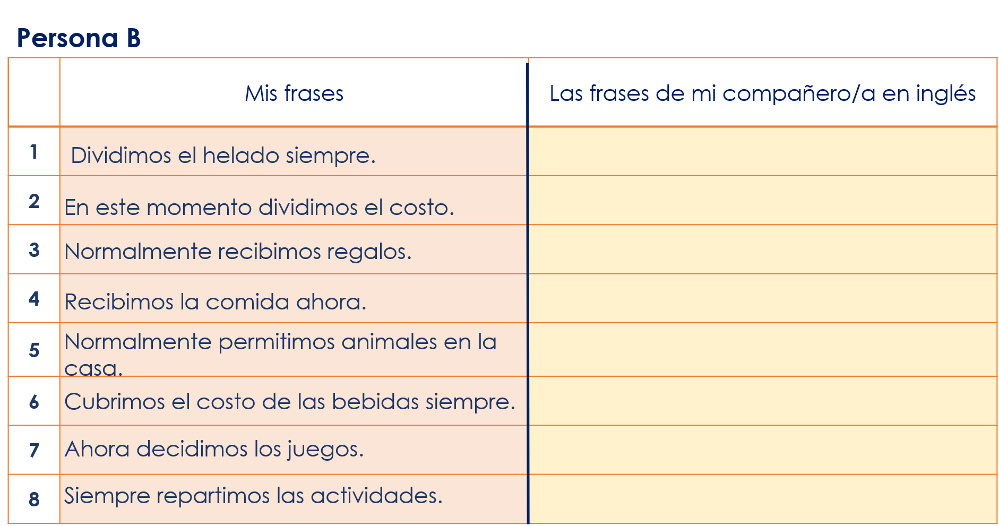 Persona B
Mis frases
Las frases de mi compañero/a en inglés
1
Dividimos el helado siempre.
2
En este momento dividimos el costo.
3
Normalmente recibimos regalos.
4
Recibimos la comida ahora.
5
Normalmente permitimos animales en la
casa.
6
Cubrimos el costo de las bebidas siempre.
7
Ahora decidimos los juegos.
8
Siempre repartimos las actividades.